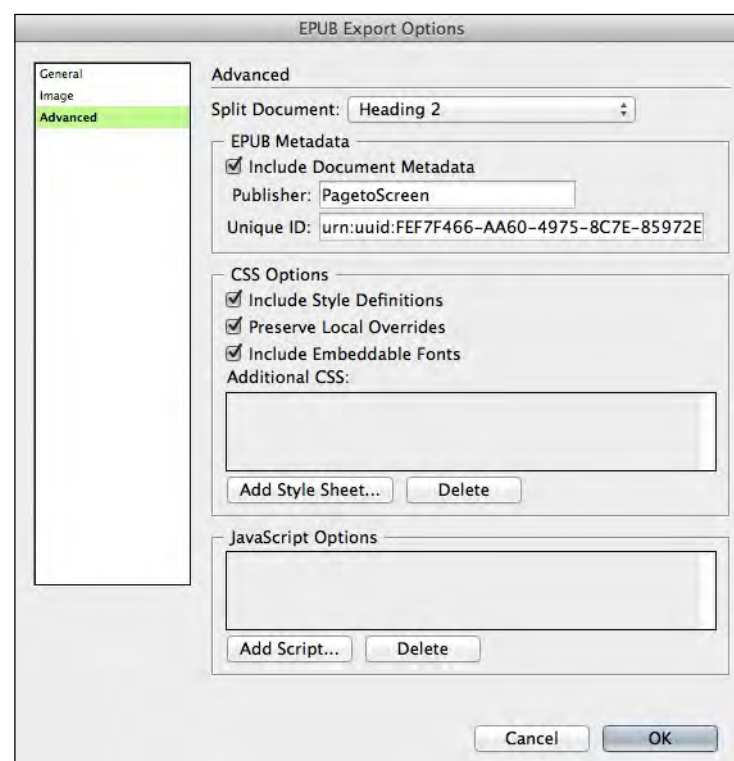 EPUB Export Options
General
Image
Advanced
Advanced
Split Document: Heading 2
EPUB Metadata
Include Document Metadata
Publisher: PagetoScreen
Unique ID: urn:uuid:FEF7F466-AA60-4975-8C7E-85972E
CSS Options
Include Style Definitions
Preserve Local Overrides
Include Embeddable Fonts
Additional CSS:
Add Style Sheet... Delete
JavaScript Options
Add Script... Delete
Cancel OK